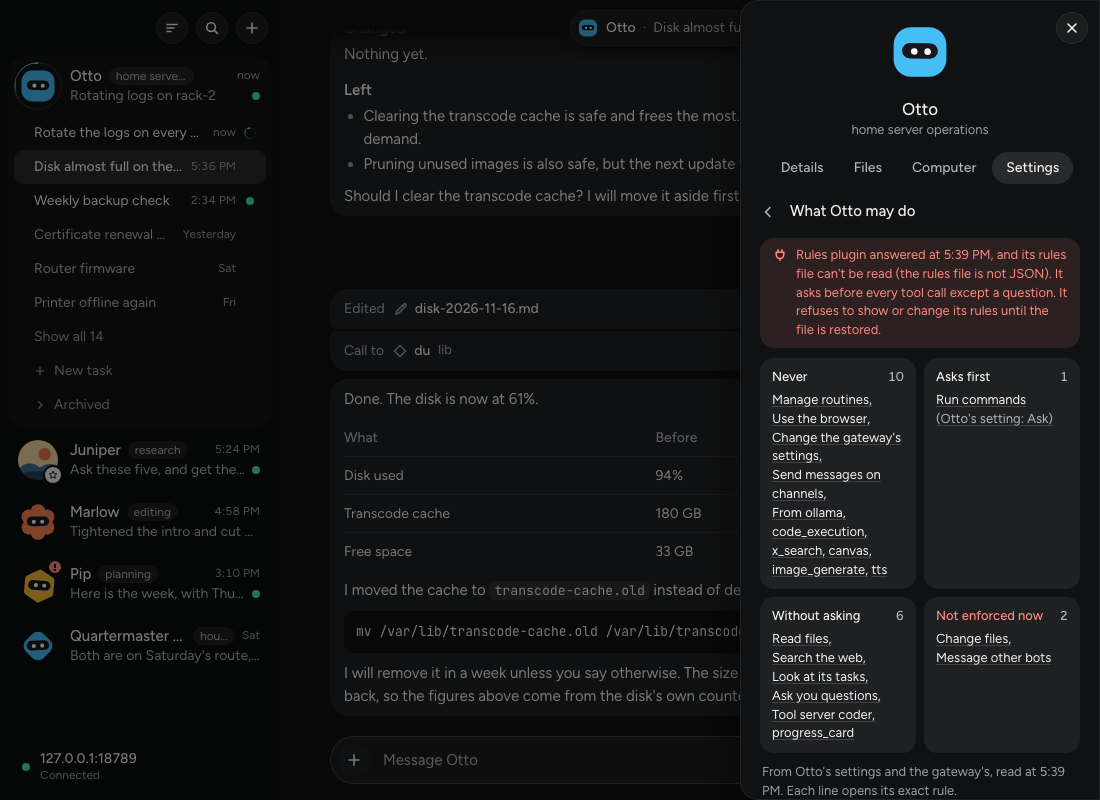 Otto
home serve...
now
Rotating logs on rack-2
Rotate the logs on every ...
now
Disk almost full on the...
5:36 PM
Weekly backup check
2:34 PM
Certificate renewal ...
Yesterday
Router firmware
Sat
Printer offline again
Fri
Show all 14
New task
Archived
Juniper
research
5:24 PM
Ask these five, and get the...
Marlow
editing
4:58 PM
Tightened the intro and cut ...
Pip
planning
3:10 PM
Here is the week, with Thu...
Quartermaster ...
hou...
Sat
Both are on Saturday's route,...
127.0.0.1:18789
Connected
Otto · Disk almost fu
Nothing yet.
Left
• Clearing the transcode cache is safe and frees the most.
demand.
• Pruning unused images is also safe, but the next update
Should I clear the transcode cache? I will move it aside first
Edited disk-2026-11-16.md
Call to du lib
Done. The disk is now at 61%.
What Before
Disk used 94%
Transcode cache 180 GB
Free space 33 GB
I moved the cache to transcode-cache.old instead of de
mv /var/lib/transcode-cache.old /var/lib/transcode
I will remove it in a week unless you say otherwise. The size
back, so the figures above come from the disk's own counte
Message Otto
Otto
home server operations
Details
Files
Computer
Settings
What Otto may do
Rules plugin answered at 5:39 PM, and its rules
file can't be read (the rules file is not JSON). It
asks before every tool call except a question. It
refuses to show or change its rules until the
file is restored.
Never 10
Manage routines,
Use the browser,
Change the gateway's
settings,
Send messages on
channels,
From ollama,
code_execution,
x_search, canvas,
image_generate, tts
Asks first 1
Run commands
(Otto's setting: Ask)
Without asking 6
Read files,
Search the web,
Look at its tasks,
Ask you questions,
Tool server coder,
progress_card
Not enforced now 2
Change files,
Message other bots
From Otto's settings and the gateway's, read at 5:39
PM. Each line opens its exact rule.